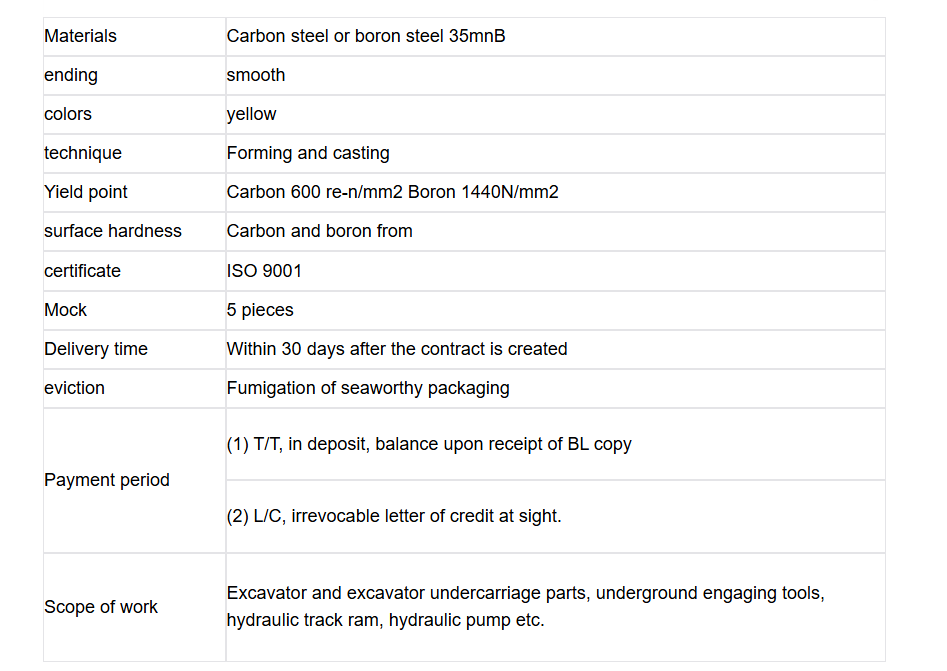 Materials Carbon steel or boron steel 35mnB
ending smooth
colors yellow
technique Forming and casting
Yield point Carbon 600 re-n/mm2 Boron 1440N/mm2
surface hardness Carbon and boron from
certificate ISO 9001
Mock 5 pieces
Delivery time Within 30 days after the contract is created
eviction Fumigation of seaworthy packaging
Payment period
(1) T/T, in deposit, balance upon receipt of BL copy
(2) L/C, irrevocable letter of credit at sight.
Scope of work
Excavator and excavator undercarriage parts, underground engaging tools,
hydraulic track ram, hydraulic pump etc.